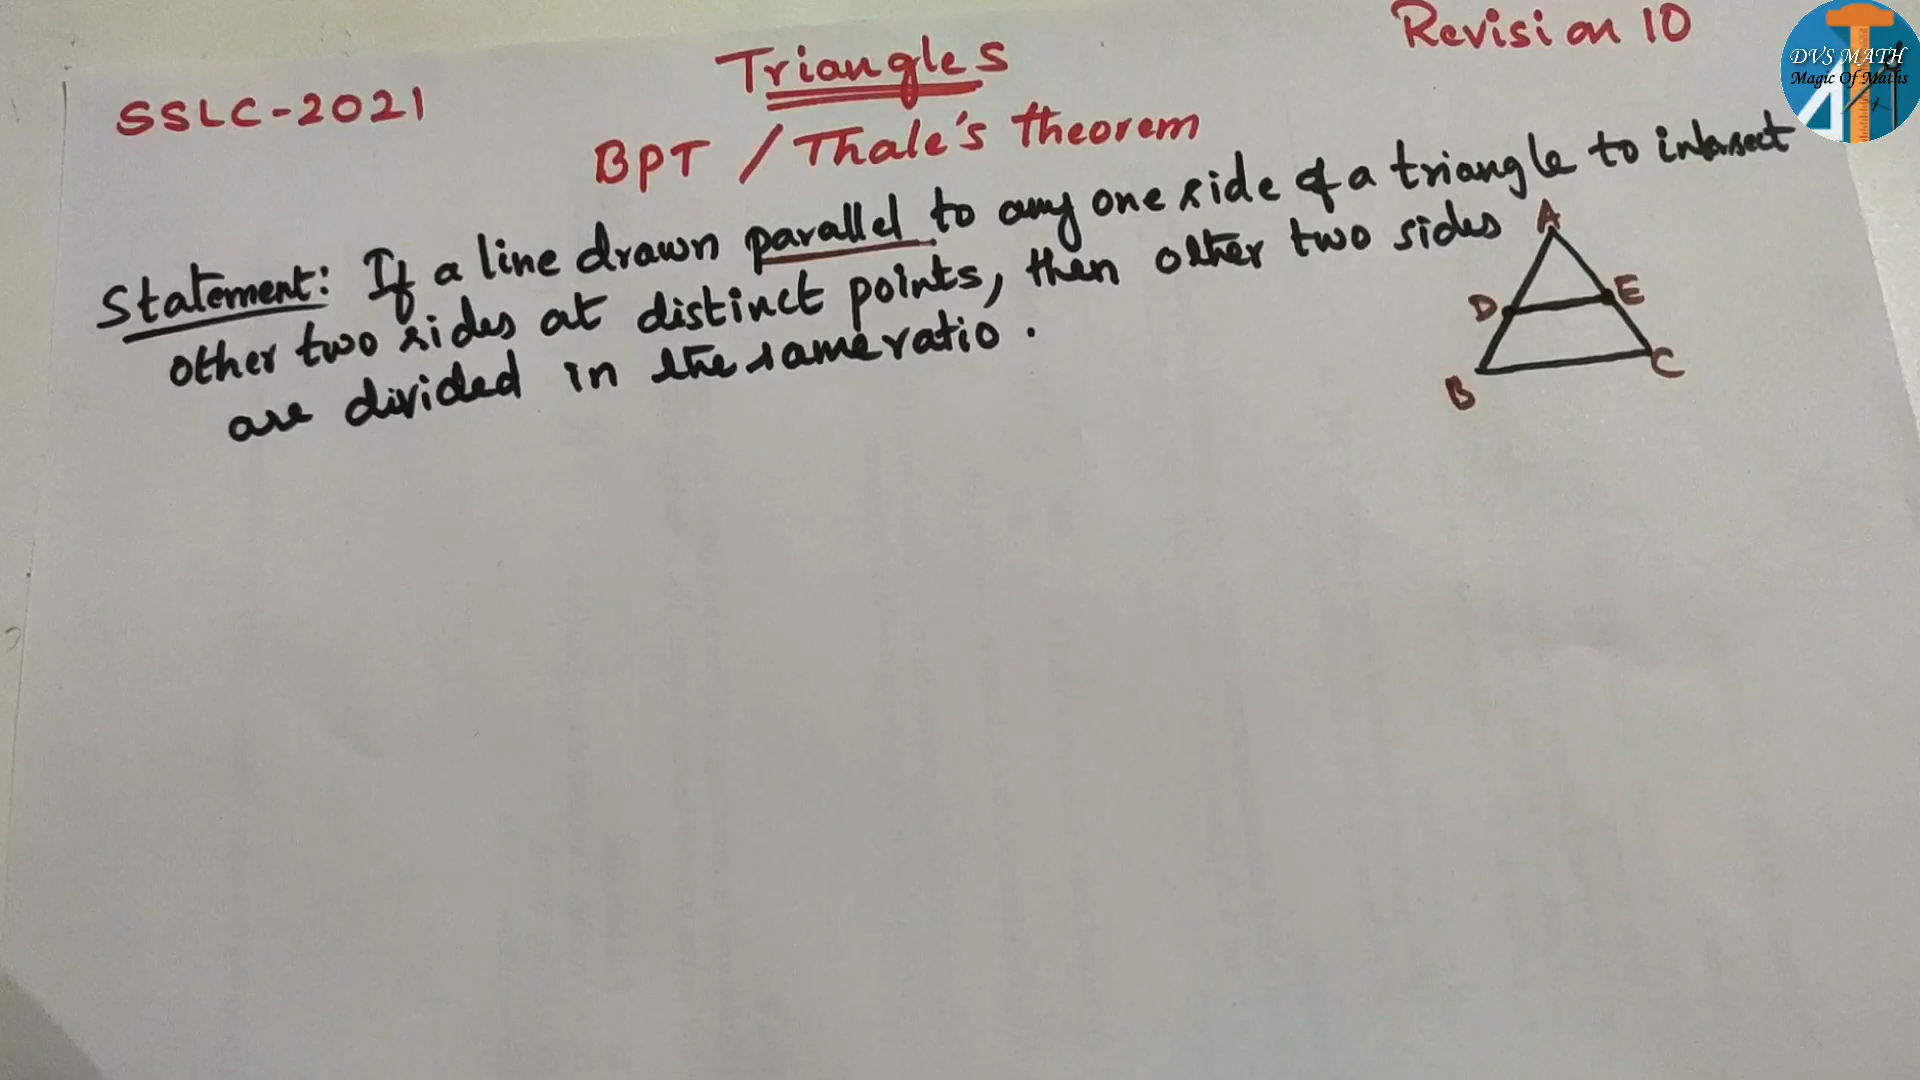 Revision 10
DVS MATH
Magic Of Maths
Triangles
SSLC-2021
BPT / Thale's theorem
Statement: If a line drawn parallel to any one side of a triangle to intersect
other two sides at distinct points, then other two sides
are divided in the same ratio.
A
D E
B C